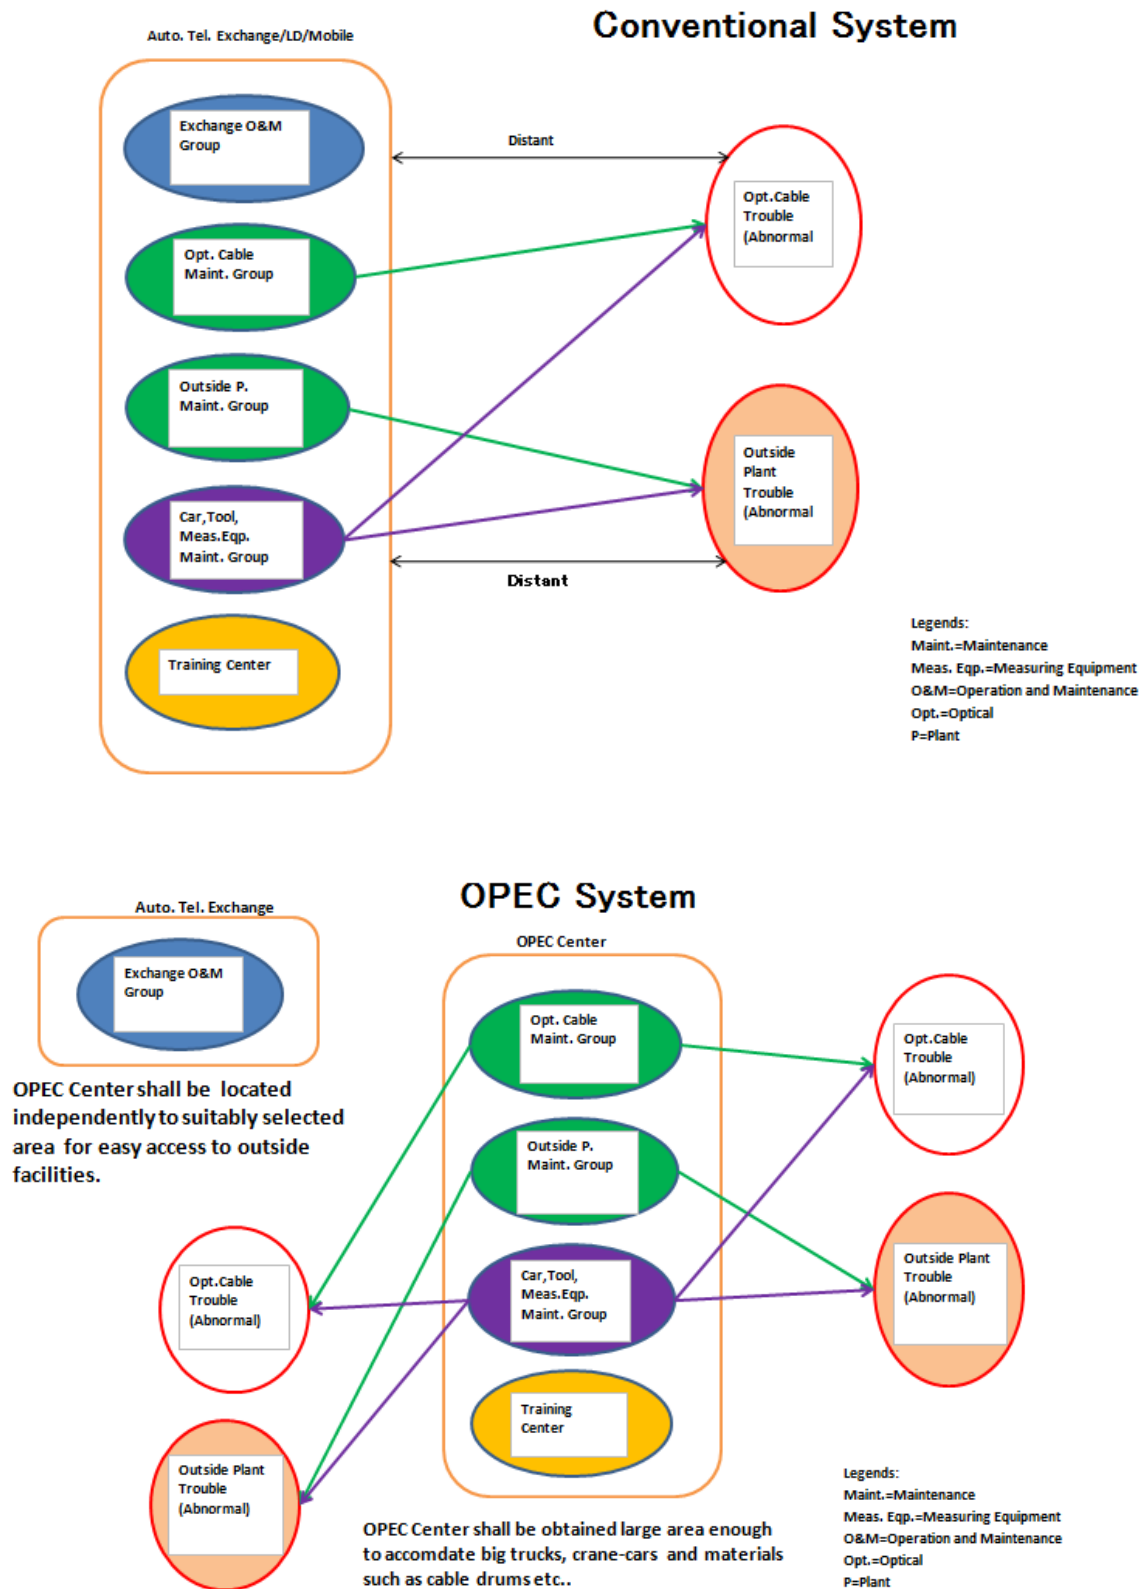 Conventional System
Auto. Tel. Exchange/LD/Mobile
Exchange O&M
Group
Distant
Opt.Cable
Trouble
(Abnormal
Opt. Cable
Maint. Group
Outside P.
Maint. Group
Outside
Plant
Trouble
(Abnormal
Car,Tool,
Meas.Eqp.
Maint. Group
Distant
Training Center
Legends:
Maint.=Maintenance
Meas. Eqp.=Measuring Equipment
O&M=Operation and Maintenance
Opt.=Optical
P=Plant
OPEC System
Auto. Tel. Exchange
Exchange O&M
Group
OPEC Center shall be located
independently to suitably selected
area for easy access to outside
facilities.
OPEC Center
Opt. Cable
Maint. Group
Outside P.
Maint. Group
Car,Tool,
Meas.Eqp.
Maint. Group
Training
Center
Opt.Cable
Trouble
(Abnormal)
Outside Plant
Trouble
(Abnormal)
Opt.Cable
Trouble
(Abnormal)
Outside Plant
Trouble
(Abnormal)
OPEC Center shall be obtained large area enough
to accomdate big trucks, crane-cars and materials
such as cable drums etc..
Legends:
Maint.=Maintenance
Meas. Eqp.=Measuring Equipment
O&M=Operation and Maintenance
Opt.=Optical
P=Plant